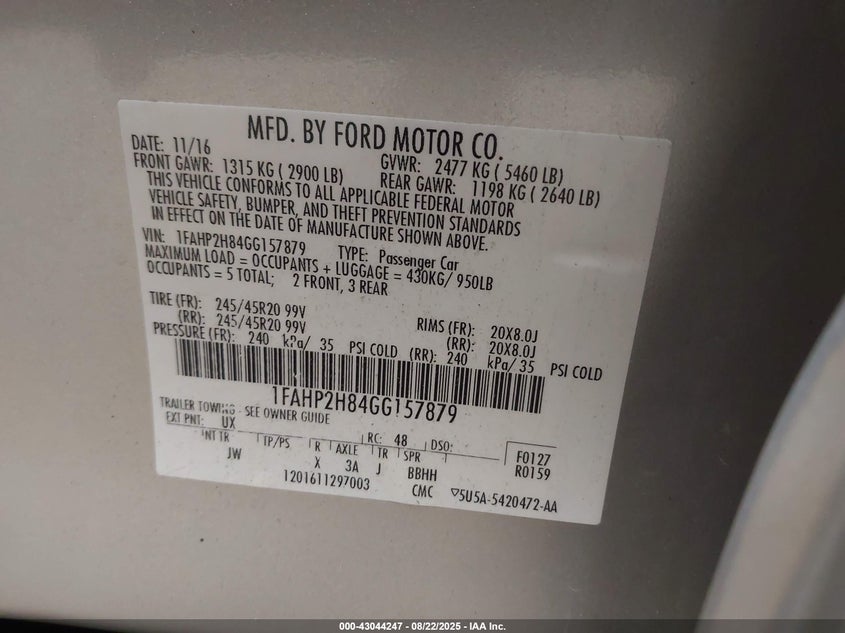 MFD. BY FORD MOTOR CO.
DATE: 11/16 GVWR: 2477 KG ( 5460 LB)
FRONT GAWR: 1315 KG ( 2900 LB) REAR GAWR: 1198 KG ( 2640 LB)
THIS VEHICLE CONFORMS TO ALL APPLICABLE FEDERAL MOTOR
VEHICLE SAFETY, BUMPER, AND THEFT PREVENTION STANDARDS
IN EFFECT ON THE DATE OF MANUFACTURE SHOWN ABOVE.
VIN: 1FAHP2H84GG157879 TYPE: Passenger Car
MAXIMUM LOAD = OCCUPANTS + LUGGAGE = 430KG/ 950LB
OCCUPANTS = 5 TOTAL; 2 FRONT, 3 REAR
TIRE (FR): 245/45R20 99V RIMS (FR): 20X8.0J
(RR): 245/45R20 99V (RR): 20X8.0J
PRESSURE (FR): 240 kPa/ 35 PSI COLD (RR): 240 kPa/35 PSI COLD
1FAHP2H84GG157879
TRAILER TOWING - SEE OWNER GUIDE
EXT PNT: UX RC: 48 DSO: F0127
INT TR TP/PS R AXLE TR SPR R0159
JW X 3A J BBHH
1201611297003 CMC ▽5U5A-5420472-AA
000-43044247 - 08/22/2025 - IAA Inc.